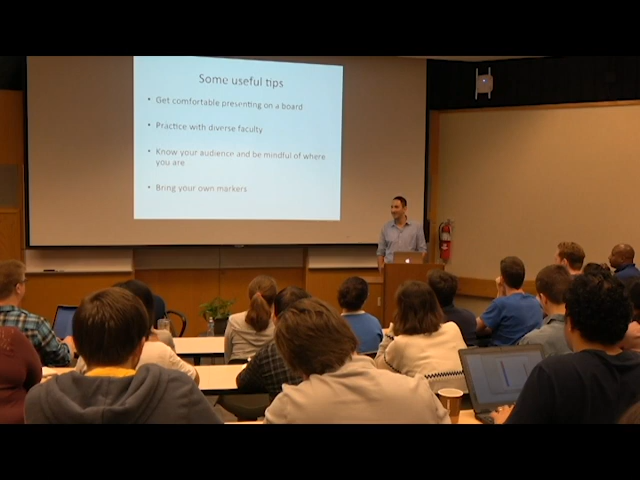 Some useful tips
• Get comfortable presenting on a board
• Practice with diverse faculty
• Know your audience and be mindful of where
you are
• Bring your own markers